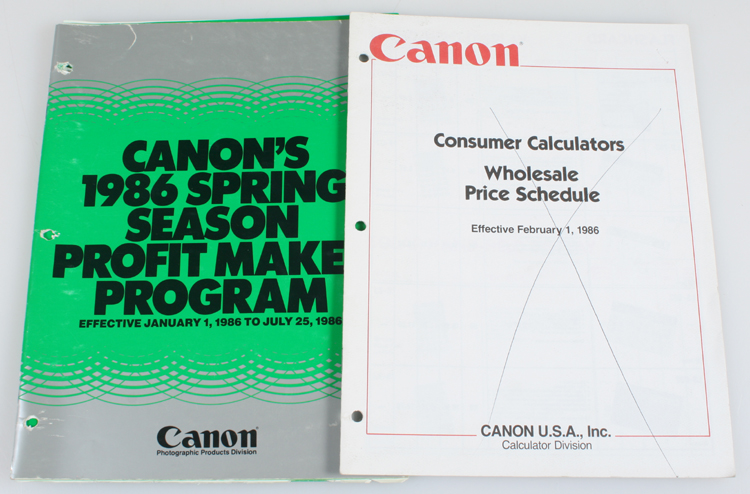 CANON'S
1986 SPRING
SEASON
PROFIT MAKE
PROGRAM
EFFECTIVE JANUARY 1, 1986 TO JULY 25, 1986
Canon
Photographic Products Division
Canon
Consumer Calculators
Wholesale
Price Schedule
Effective February 1, 1986
CANON U.S.A., Inc.
Calculator Division